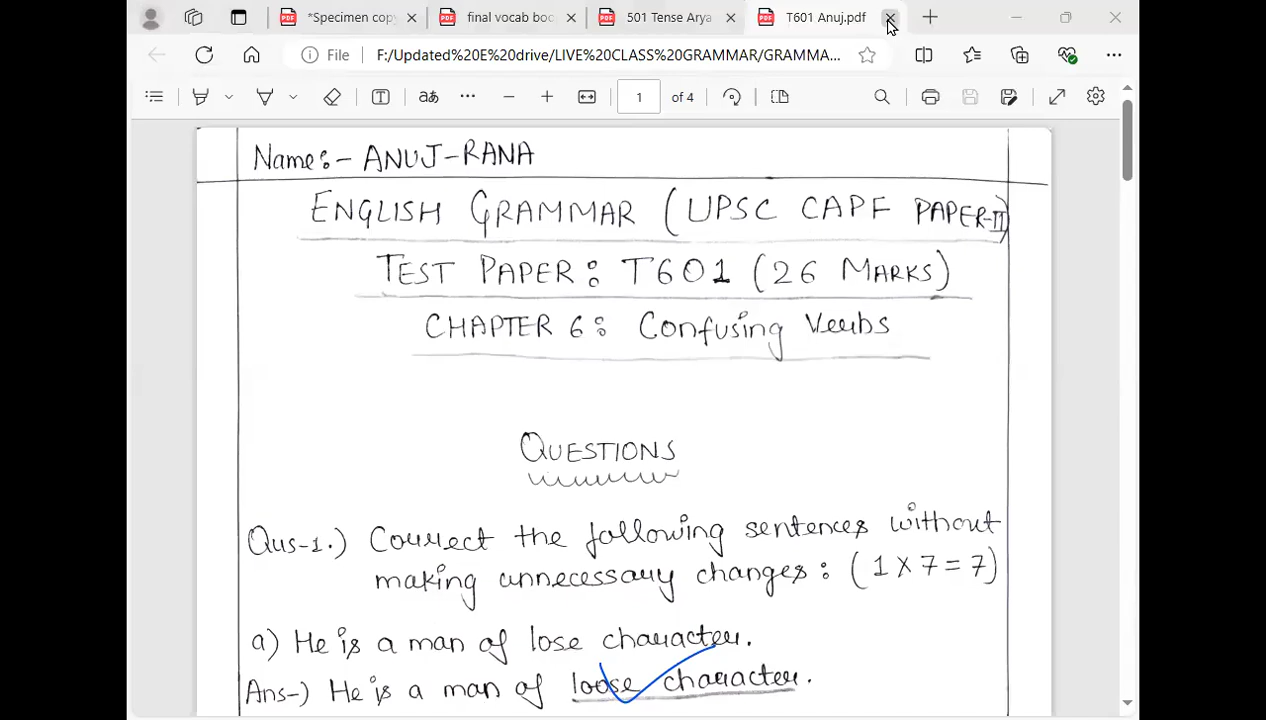 *Specimen cop
final vocab boo
501 Tense Arya
T601 Anuj.pdf
File
F:/Updated%20E%20drive/LIVE%20CLASS%20GRAMMAR/GRAMMA...
aあ
1 of 4
Name:- ANUJ-RANA
ENGLISH GRAMMAR (UPSC CAPF PAPER-II)
TEST PAPER: T601 (26 MARKS)
CHAPTER 6: Confusing Verbs
QUESTIONS
Qus-1.) Correct the following sentences without
making unnecessary changes: (1 X 7 = 7)
a) He is a man of lose character.
Ans-) He is a man of loose character.